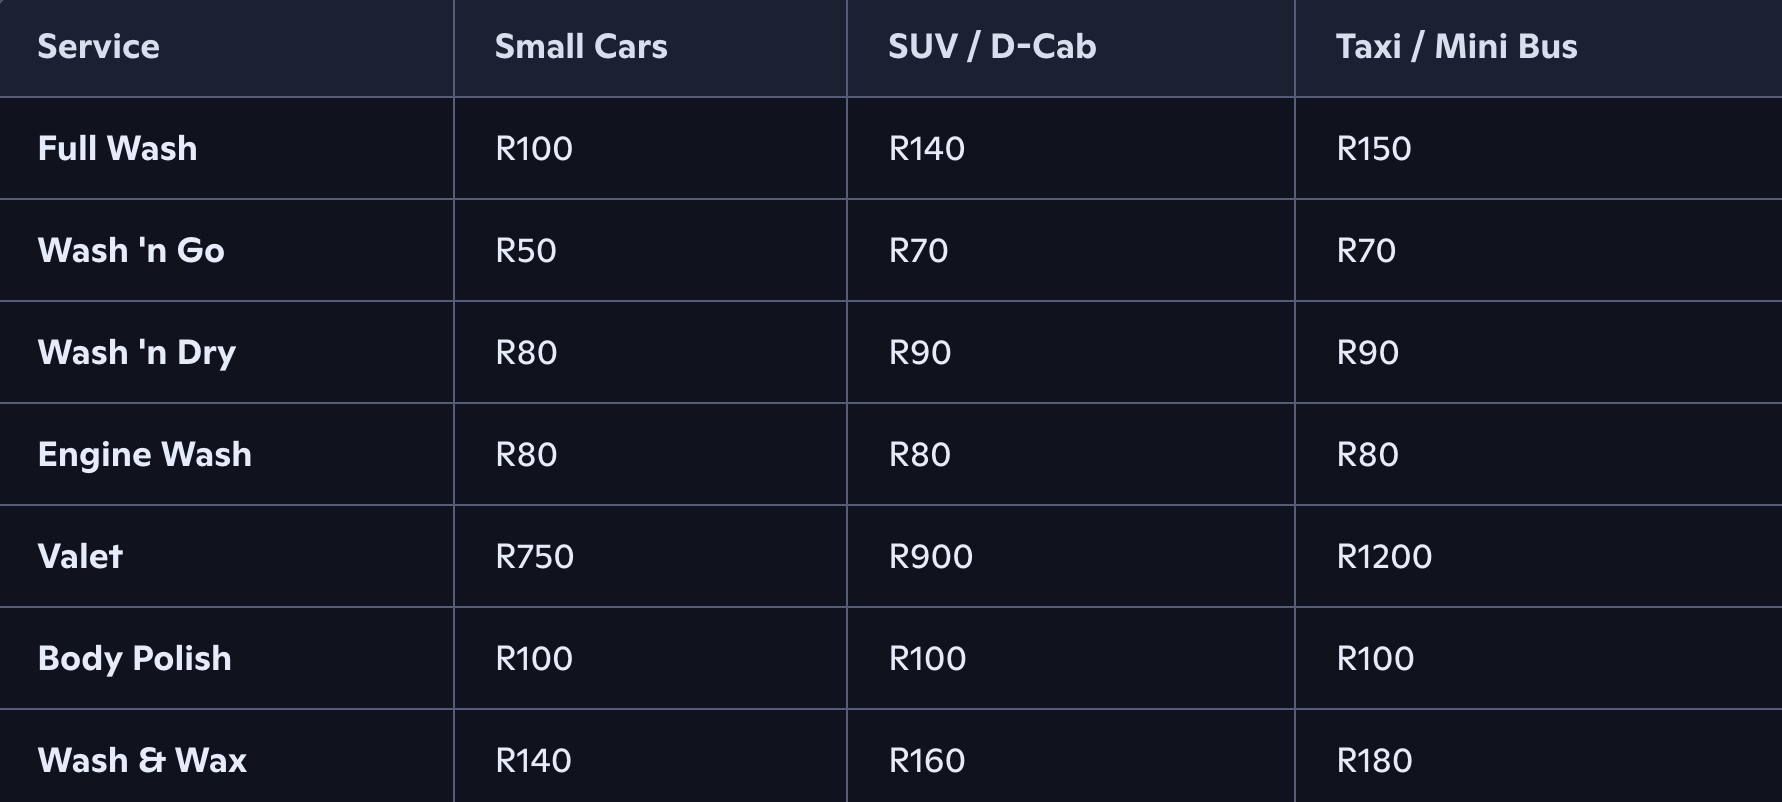 Service Small Cars SUV / D-Cab Taxi / Mini Bus
Full Wash R100 R140 R150
Wash 'n Go R50 R70 R70
Wash 'n Dry R80 R90 R90
Engine Wash R80 R80 R80
Valet R750 R900 R1200
Body Polish R100 R100 R100
Wash & Wax R140 R160 R180